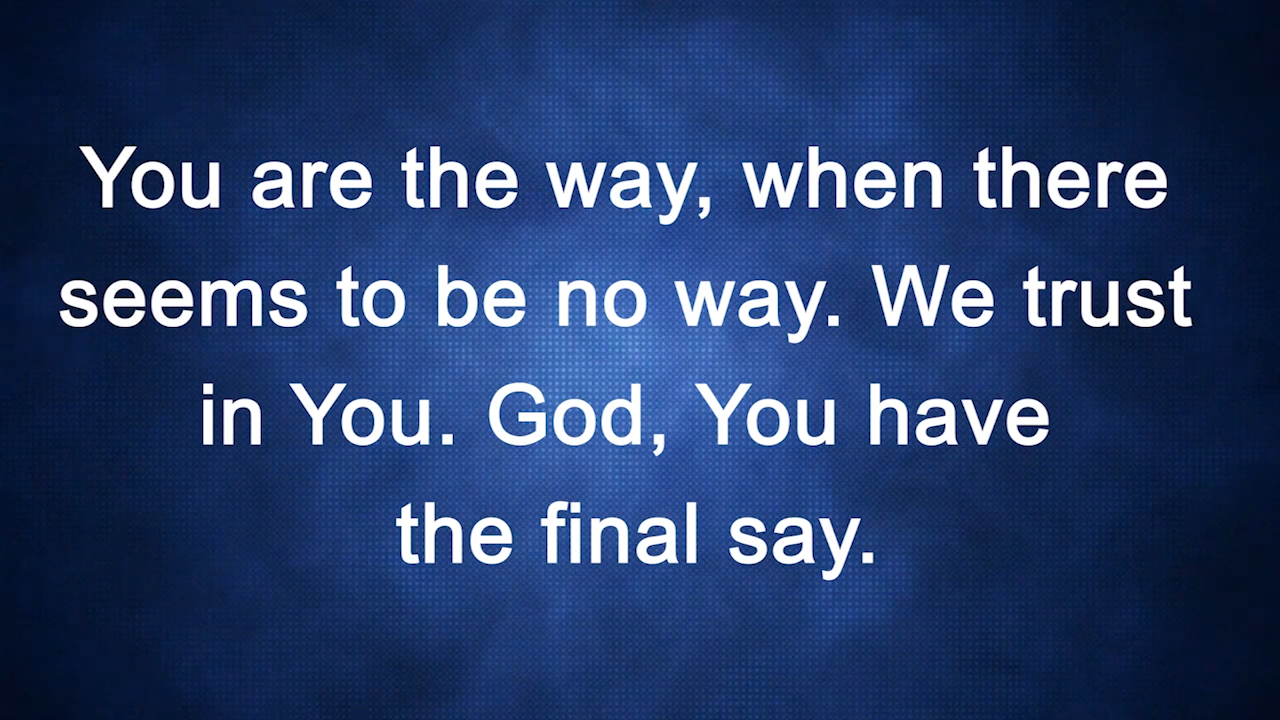 You are the way, when there
seems to be no way. We trust
in You. God, You have
the final say.